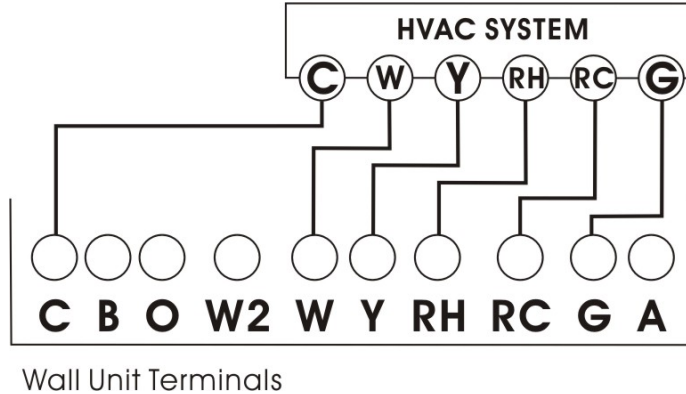 HVAC SYSTEM
C W Y RH RC G
C B O W2 W Y RH RC G A
Wall Unit Terminals